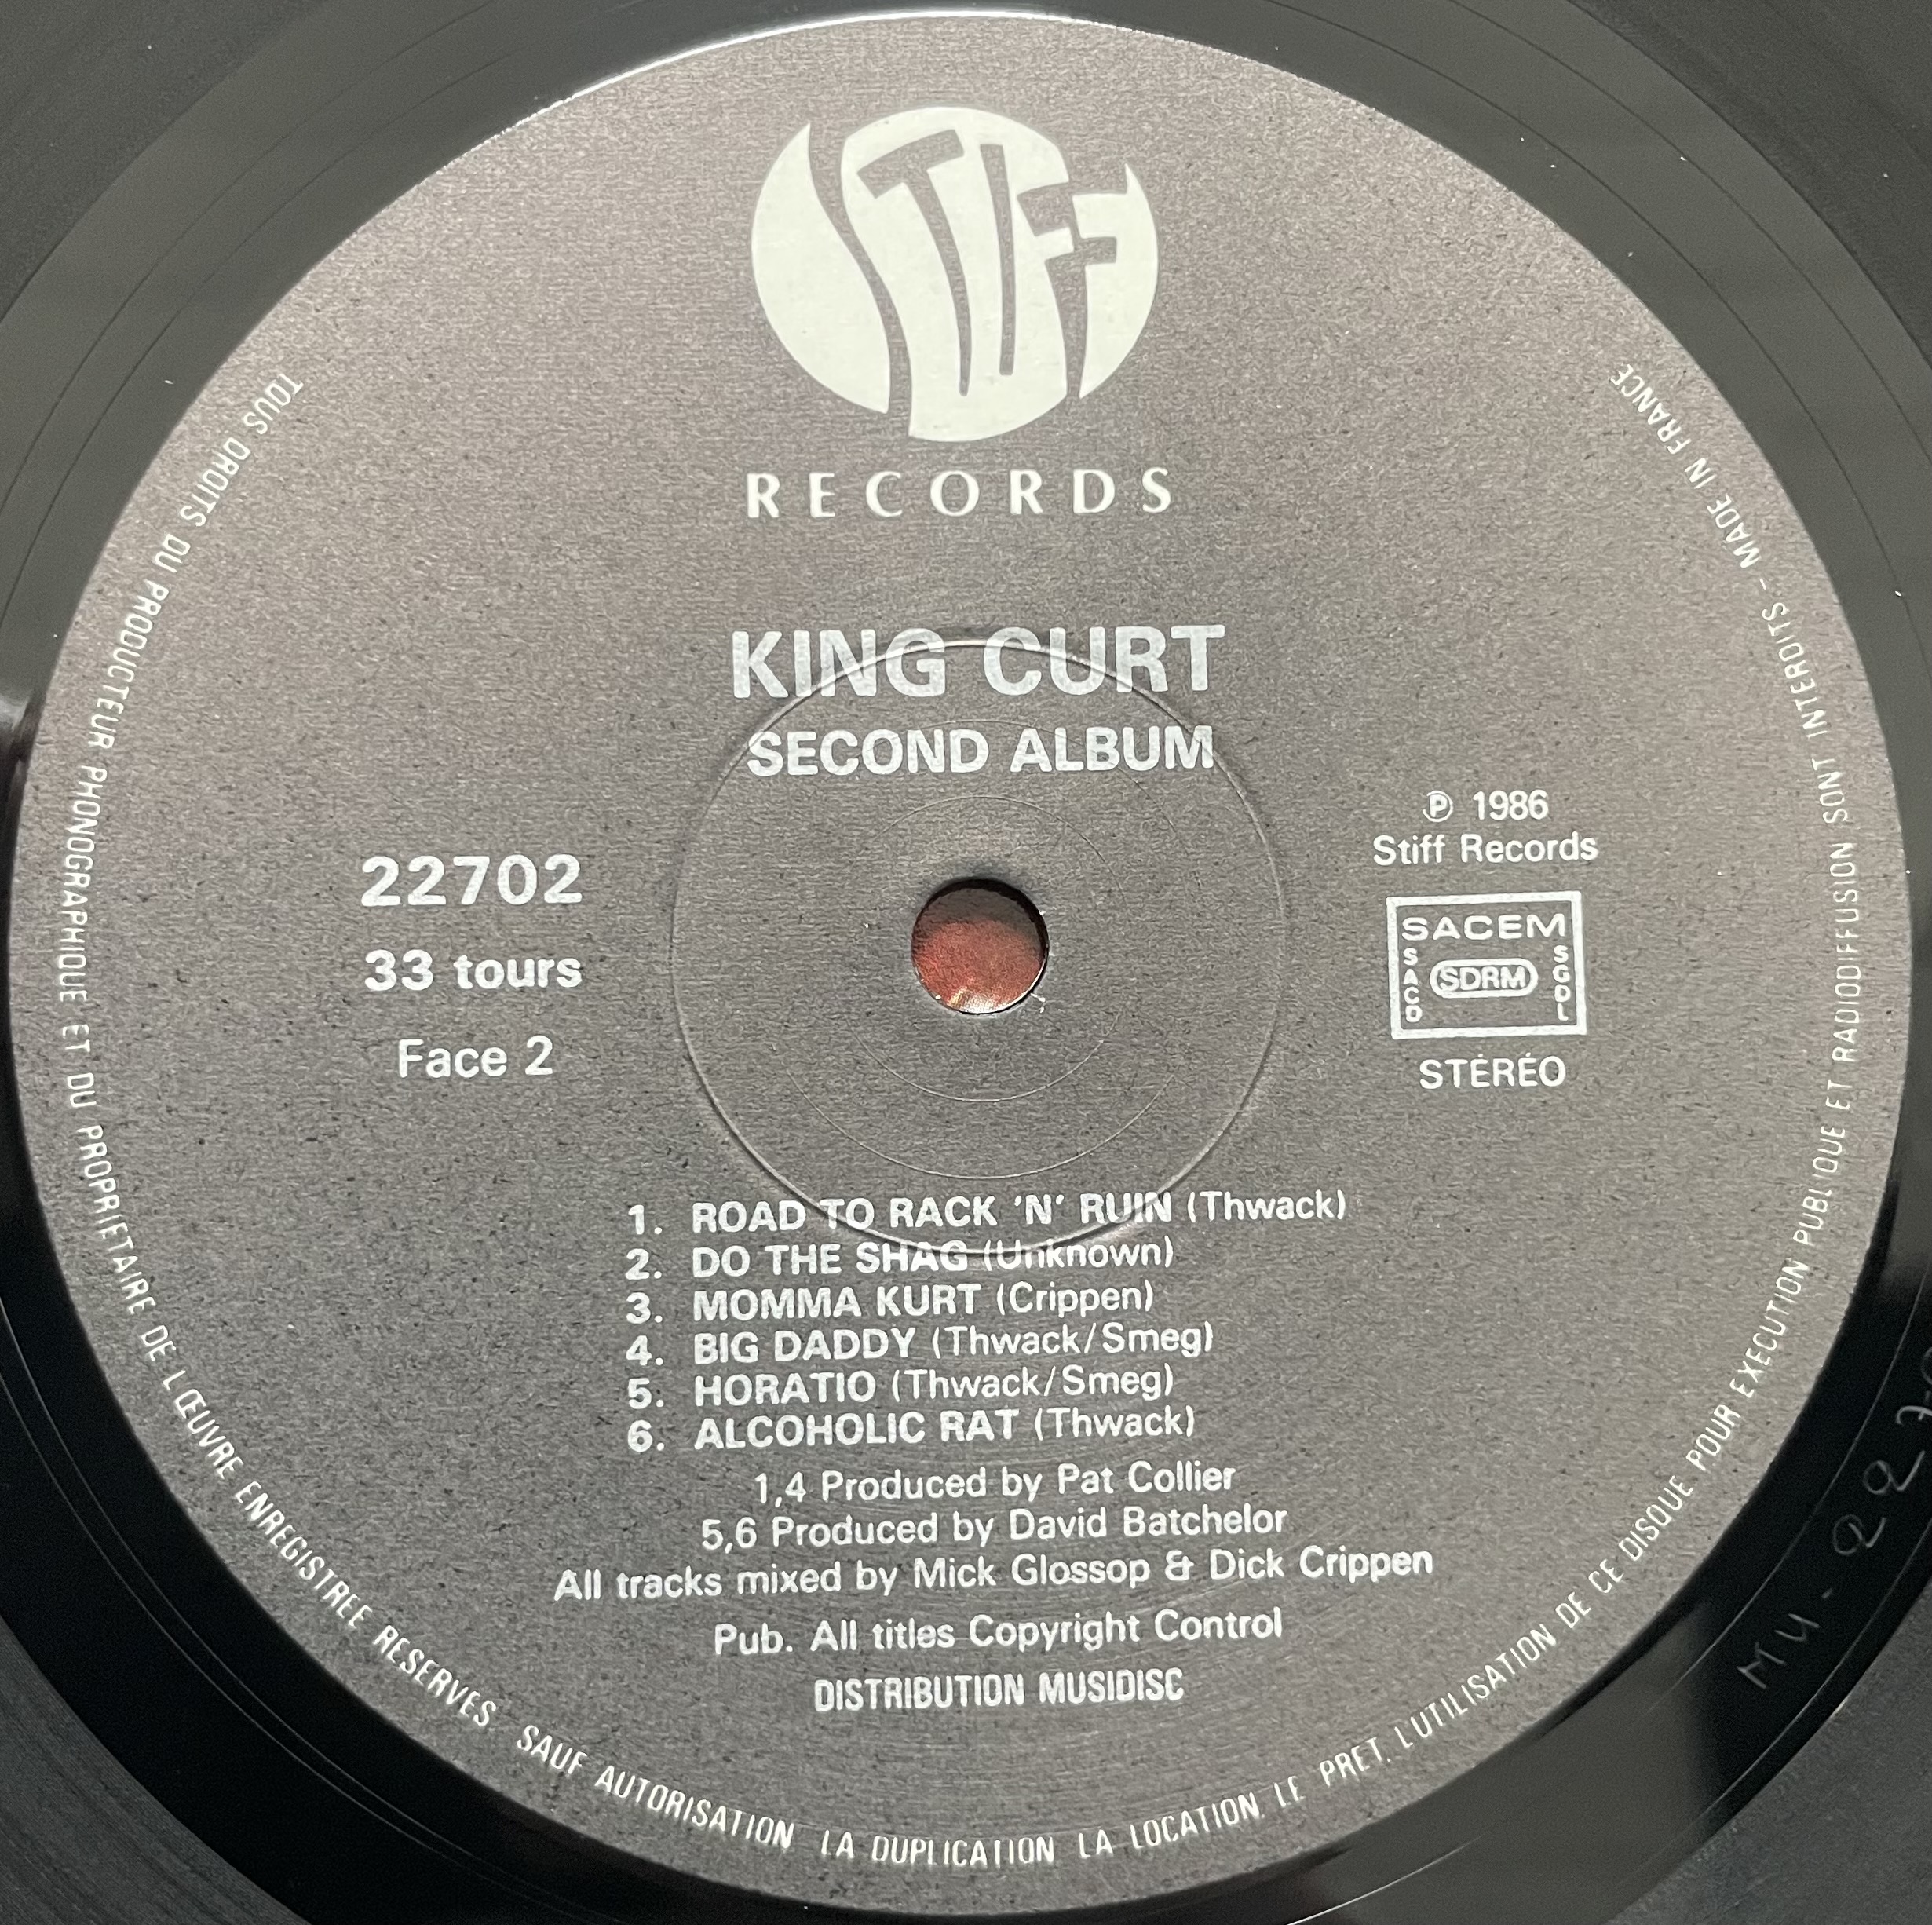 STIFF
RECORDS
KING CURT
SECOND ALBUM
22702
33 tours
Face 2
℗ 1986
Stiff Records
SACEM
SACD
SDRM
SGDL
STÉRÉO
1. ROAD TO RACK 'N' RUIN (Thwack)
2. DO THE SHAG (Unknown)
3. MOMMA KURT (Crippen)
4. BIG DADDY (Thwack/Smeg)
5. HORATIO (Thwack/Smeg)
6. ALCOHOLIC RAT (Thwack)
1,4 Produced by Pat Collier
5,6 Produced by David Batchelor
All tracks mixed by Mick Glossop & Dick Crippen
Pub. All titles Copyright Control
DISTRIBUTION MUSIDISC
TOUS DROITS DU PRODUCTEUR PHONOGRAPHIQUE ET DU PROPRIETAIRE DE L'ŒUVRE ENREGISTREE RESERVES. SAUF AUTORISATION LA DUPLICATION LA LOCATION. LE PRET. L'UTILISATION DE CE DISQUE POUR EXECUTION PUBLIQUE ET RADIODIFFUSION SONT INTERDITS - MADE IN FRANCE